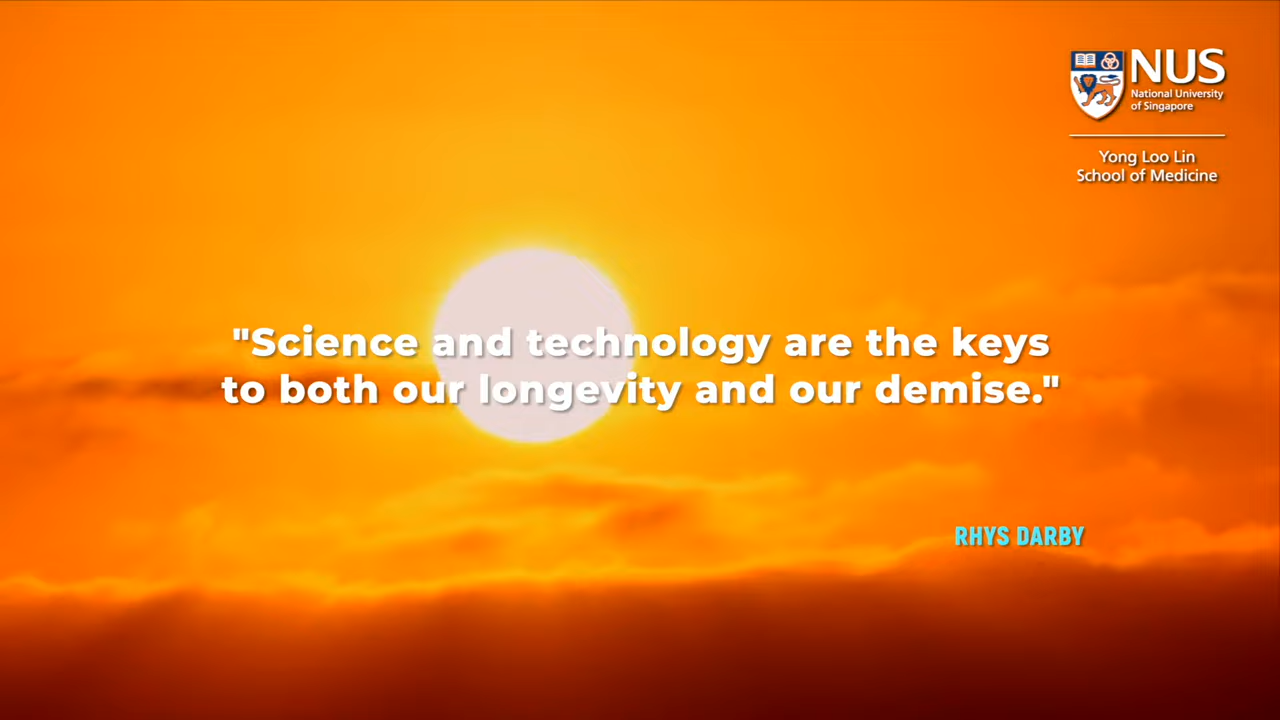 NUS
National University
of Singapore
Yong Loo Lin
School of Medicine
"Science and technology are the keys
to both our longevity and our demise."
RHYS DARBY